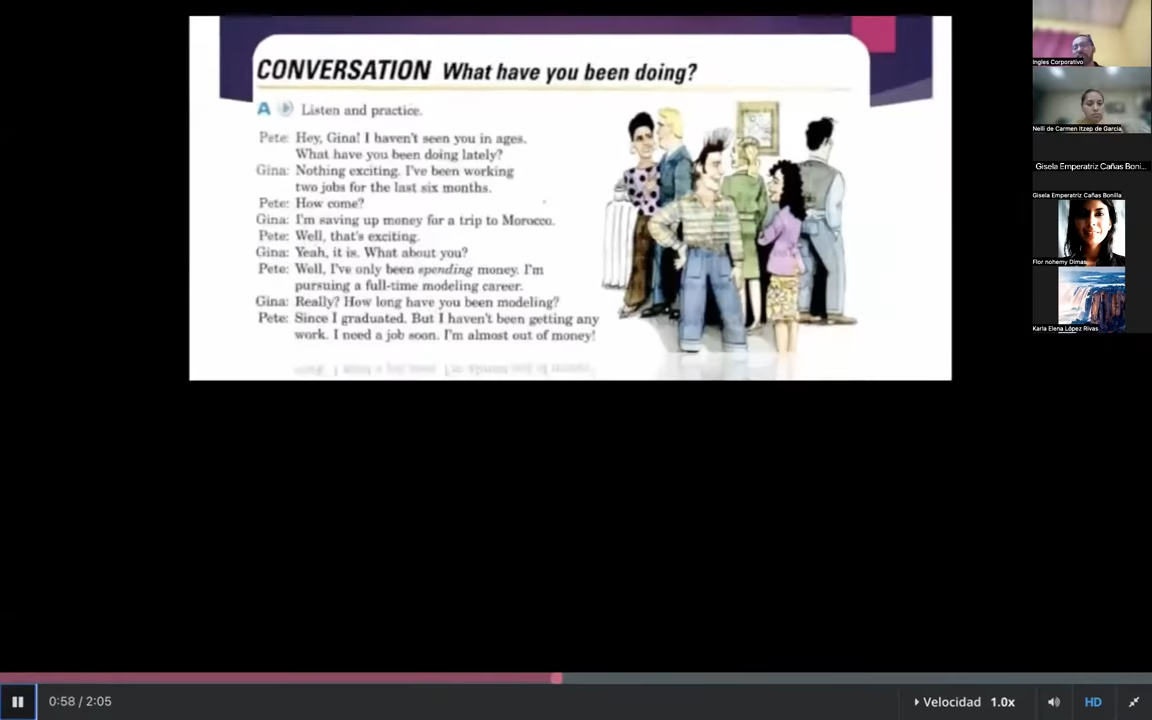 CONVERSATION What have you been doing?
A Listen and practice.
Pete: Hey, Gina! I haven't seen you in ages.
What have you been doing lately?
Gina: Nothing exciting. I've been working
two jobs for the last six months.
Pete: How come?
Gina: I'm saving up money for a trip to Morocco.
Pete: Well, that's exciting.
Gina: Yeah, it is. What about you?
Pete: Well, I've only been spending money. I'm
pursuing a full-time modeling career.
Gina: Really? How long have you been modeling?
Pete: Since I graduated. But I haven't been getting any
work. I need a job soon. I'm almost out of money!
Ingles Corporativo
Nelli de Carmen Itzep de Garcia
Gisela Emperatriz Cañas Boni...
Gisela Emperatriz Cañas Bonilla
Flor nohemy Dimas
Karla Elena López Rivas
0:58 / 2:05
Velocidad 1.0x
HD